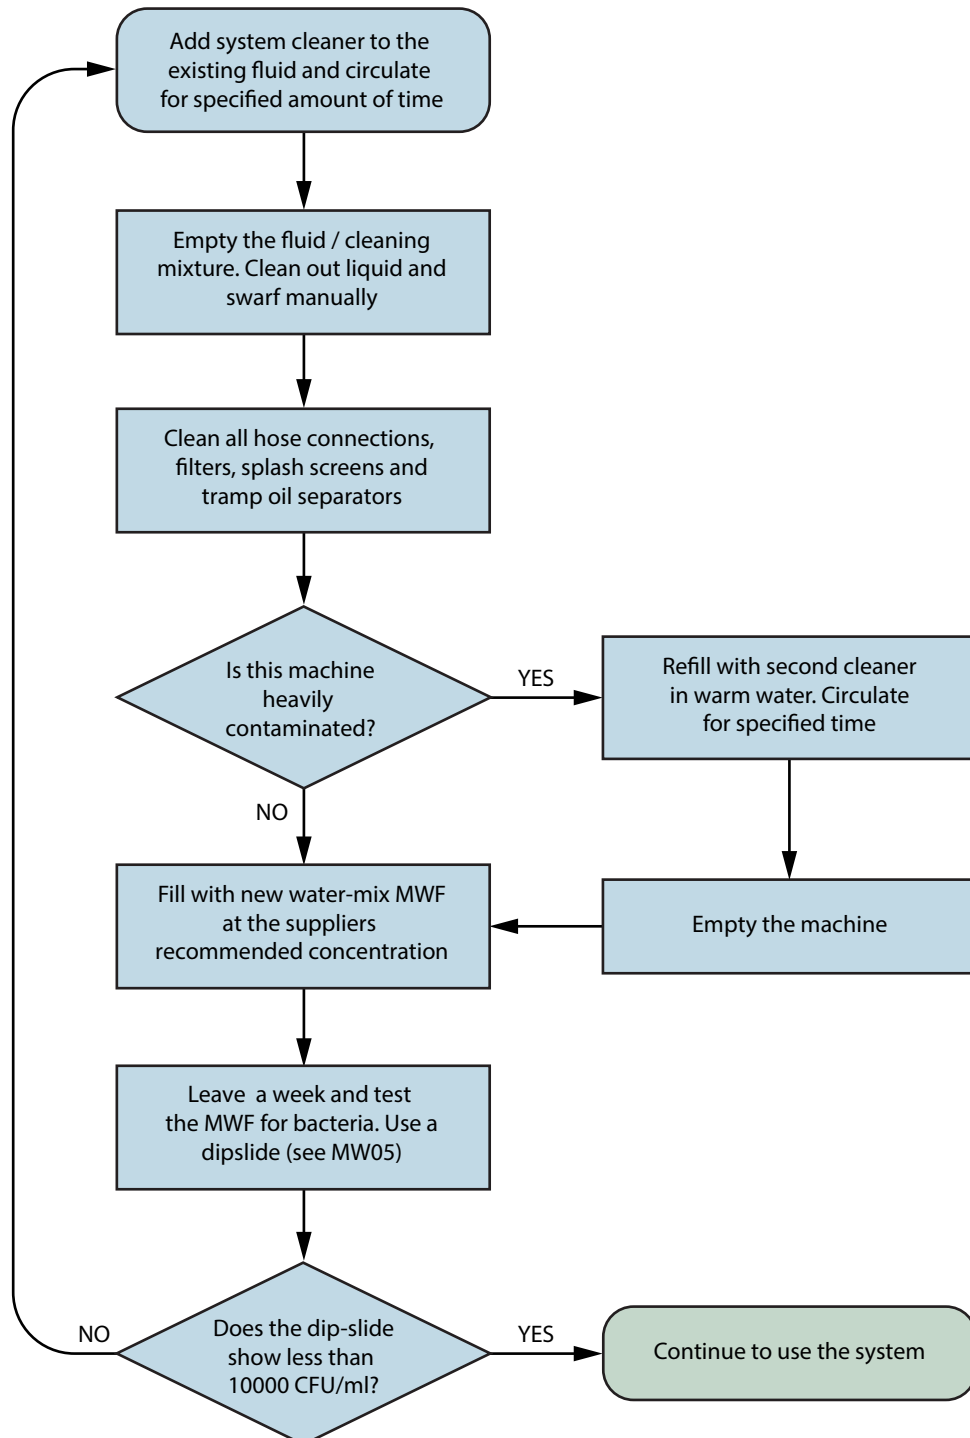 Add system cleaner to the
existing fluid and circulate
for specified amount of time
Empty the fluid / cleaning
mixture. Clean out liquid and
swarf manually
Clean all hose connections,
filters, splash screens and
tramp oil separators
Is this machine
heavily
contaminated?
YES
Refill with second cleaner
in warm water. Circulate
for specified time
NO
Empty the machine
Fill with new water-mix MWF
at the suppliers
recommended concentration
Leave a week and test
the MWF for bacteria. Use a
dipslide (see MW05)
Does the dip-slide
show less than
10000 CFU/ml?
NO
YES
Continue to use the system